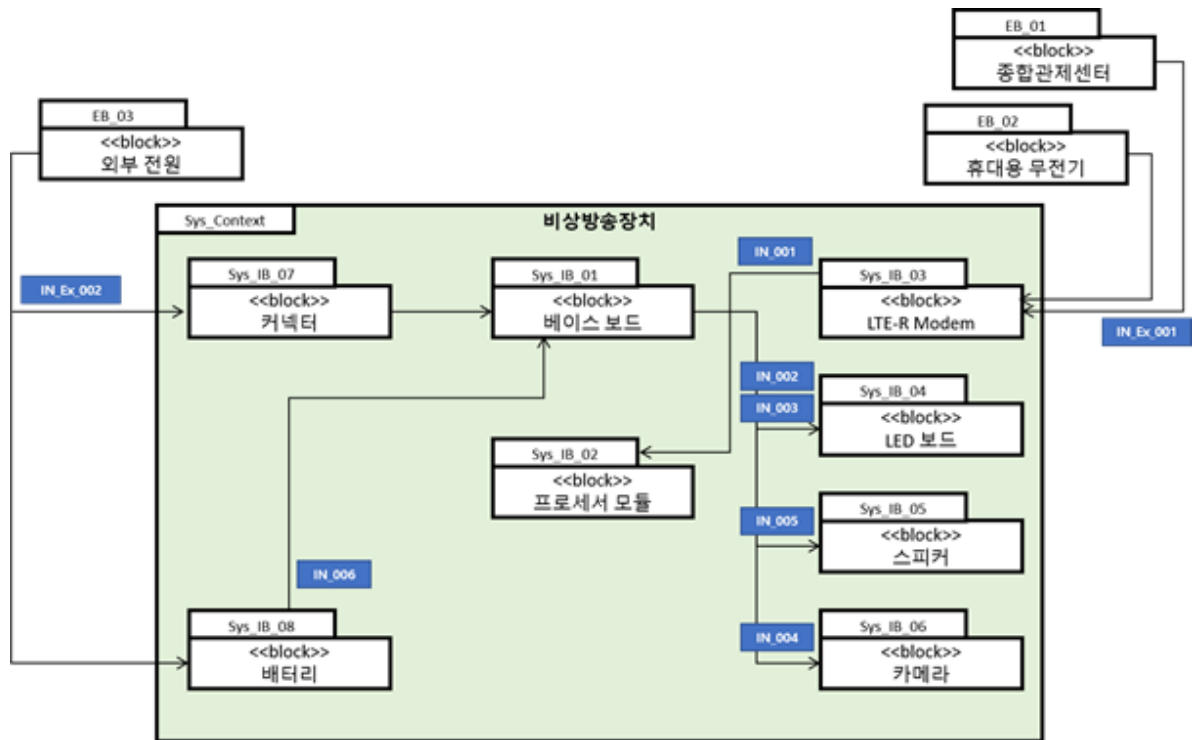 EB_01
<<block>>
종합관제센터
EB_03
<<block>>
외부 전원
EB_02
<<block>>
휴대용 무전기
Sys_Context
비상방송장치
IN_001
IN_Ex_002
Sys_IB_07
<<block>>
커넥터
Sys_IB_01
<<block>>
베이스 보드
Sys_IB_03
<<block>>
LTE-R Modem
IN_Ex_001
IN_002
IN_003
Sys_IB_04
<<block>>
LED 보드
Sys_IB_02
<<block>>
프로세서 모듈
IN_005
Sys_IB_05
<<block>>
스피커
IN_006
Sys_IB_08
<<block>>
배터리
IN_004
Sys_IB_06
<<block>>
카메라